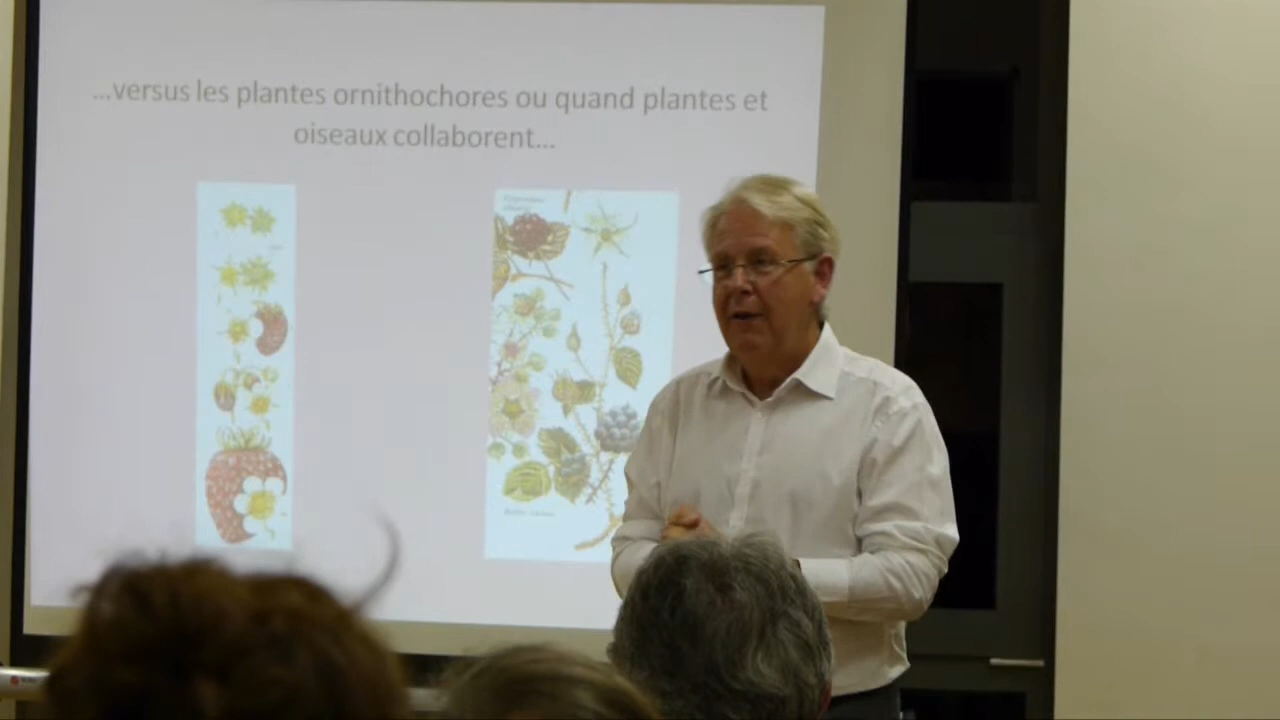 ...versus les plantes ornithochores ou quand plantes et
oiseaux collaborent...